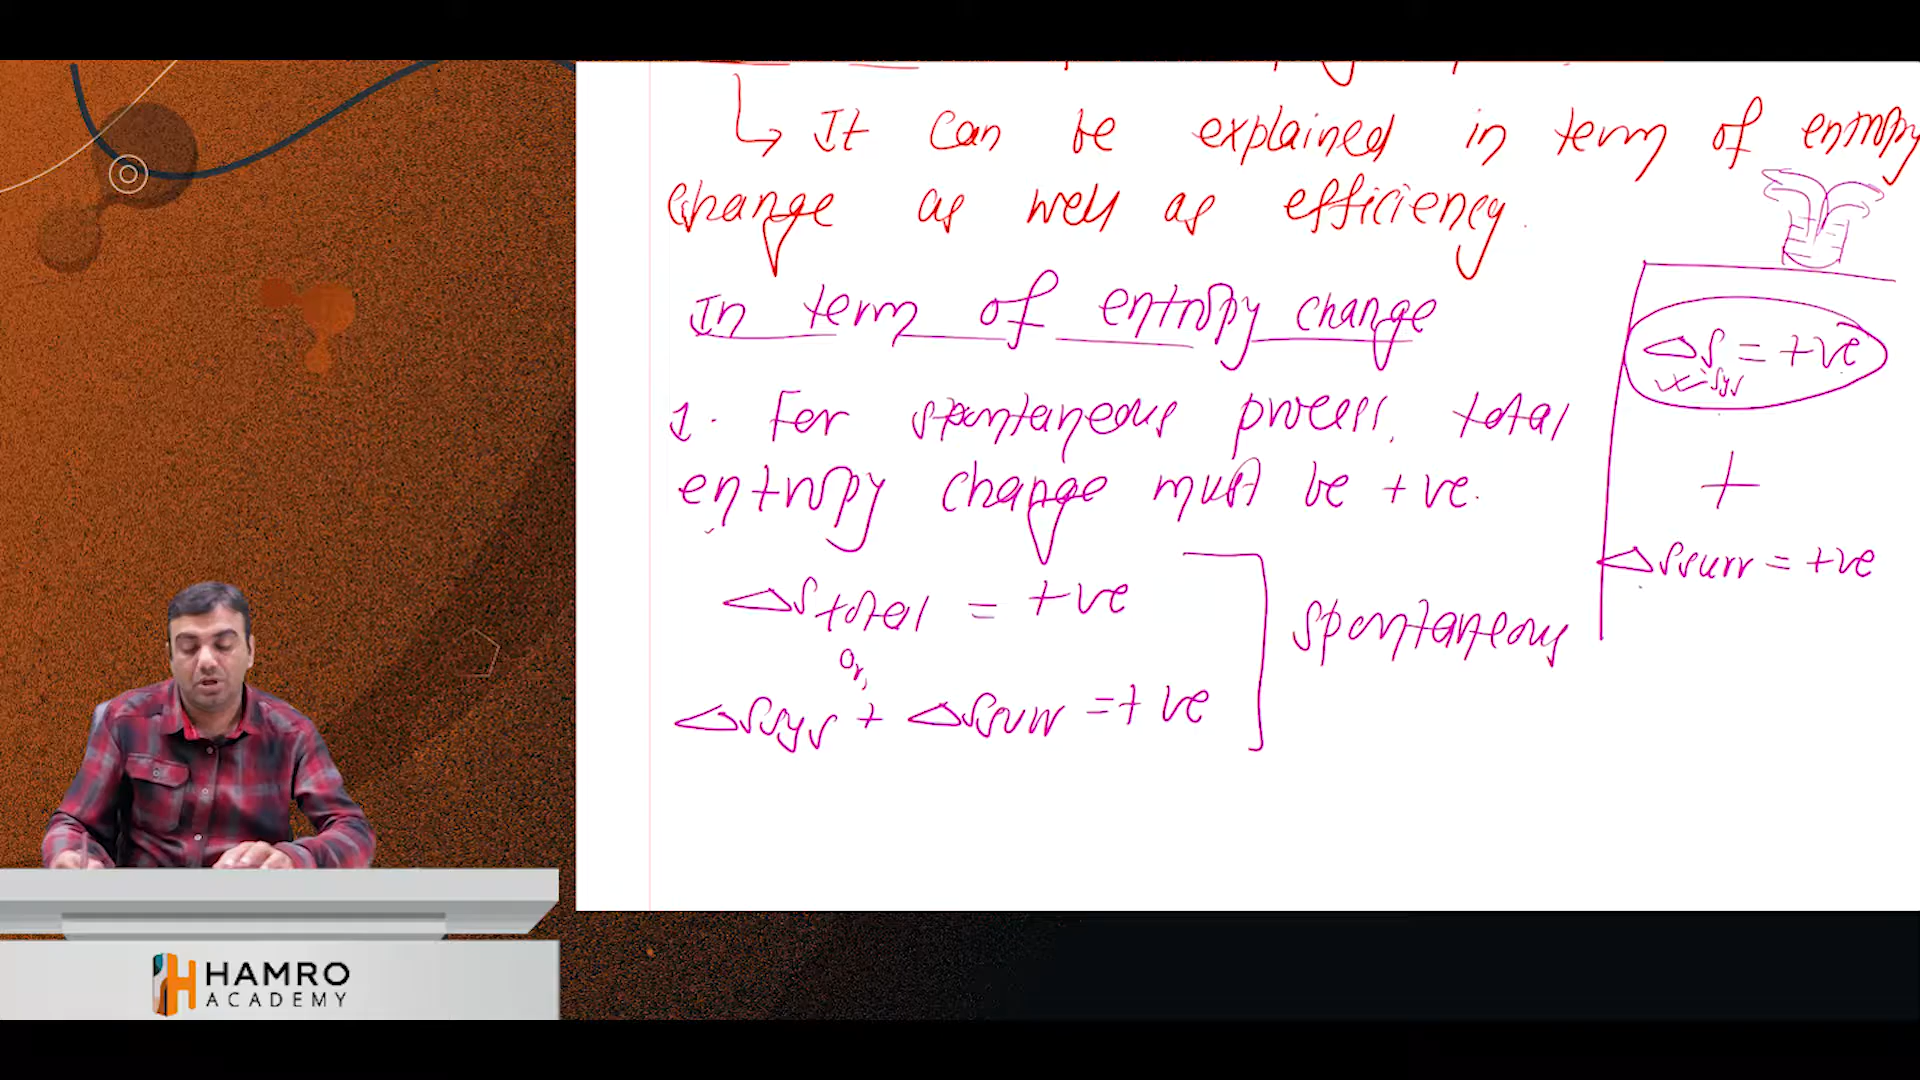 ↳ It can be explained in term of entropy
change as well as efficiency.
In term of entropy change
1. For spontaneous process, total
entropy change must be +ve.
ΔStotal = +ve
or,
ΔSsys + ΔSsurr = +ve
spontaneous
ΔSsys = +ve
+
ΔSsurr = +ve
HAMRO
ACADEMY